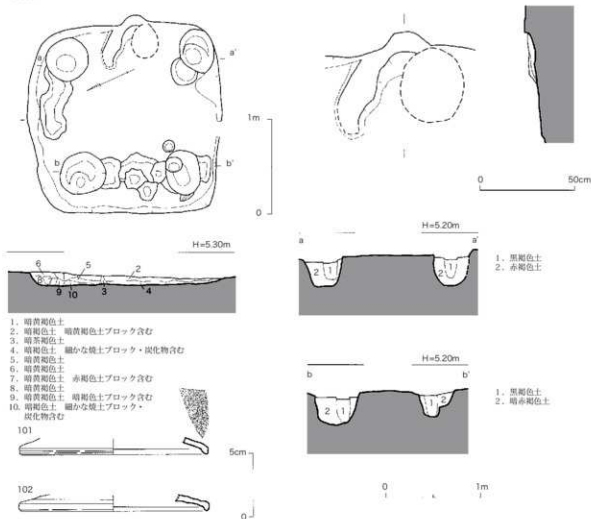 a
a'
b
b'
1m
0
0
50cm
H=5.30m
6
5
2
8
9
10
3
4
1. 暗黄褐色土
2. 暗褐色土 暗黄褐色土ブロック含む
3. 暗茶褐色土
4. 暗褐色土 細かな焼土ブロック・炭化物含む
5. 暗黄褐色土
6. 暗黄褐色土
7. 暗黄褐色土 赤褐色土ブロック含む
8. 暗黄褐色土
9. 暗黄褐色土 暗褐色土ブロック含む
10. 暗褐色土 細かな焼土ブロック・
炭化物含む
H=5.20m
a
a'
2
1
1
2
1. 黒褐色土
2. 赤褐色土
H=5.20m
b
b'
2
1
1
2
1. 黒褐色土
2. 暗赤褐色土
101
102
5cm
0
0
1m